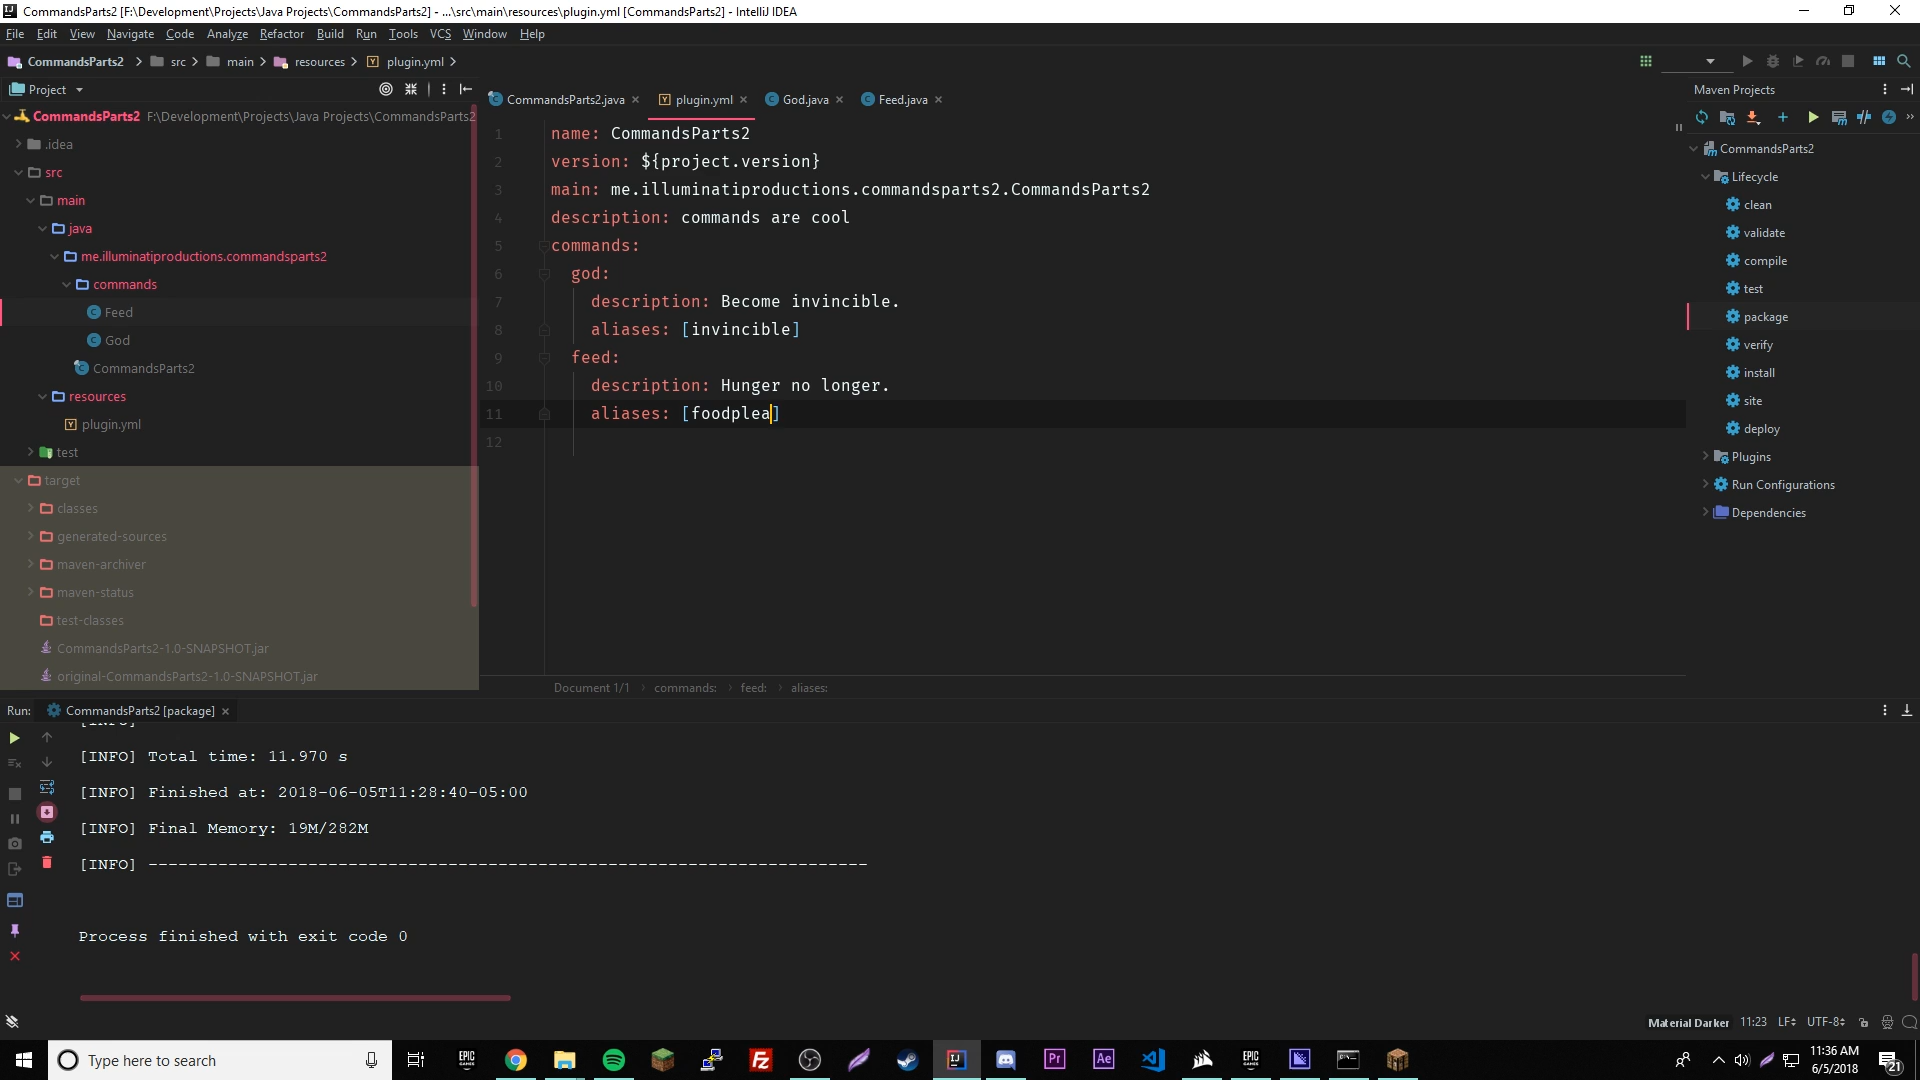 CommandsParts2 [F:\Development\Projects\Java Projects\CommandsParts2] - ...\src\main\resources\plugin.yml [CommandsParts2] - IntelliJ IDEA
File Edit View Navigate Code Analyze Refactor Build Run Tools VCS Window Help
CommandsParts2 src main resources plugin.yml
Project
CommandsParts2.java plugin.yml God.java Feed.java
Maven Projects
CommandsParts2 F:\Development\Projects\Java Projects\CommandsParts2
.idea
src
main
java
me.illuminatiproductions.commandsparts2
commands
Feed
God
CommandsParts2
resources
plugin.yml
test
target
classes
generated-sources
maven-archiver
maven-status
test-classes
CommandsParts2-1.0-SNAPSHOT.jar
original-CommandsParts2-1.0-SNAPSHOT.jar
1 name: CommandsParts2
2 version: ${project.version}
3 main: me.illuminatiproductions.commandsparts2.CommandsParts2
4 description: commands are cool
5 commands:
6 god:
7 description: Become invincible.
8 aliases: [invincible]
9 feed:
10 description: Hunger no longer.
11 aliases: [foodplea]
12
Document 1/1 commands: feed: aliases:
CommandsParts2
Lifecycle
clean
validate
compile
test
package
verify
install
site
deploy
Plugins
Run Configurations
Dependencies
Run: CommandsParts2 [package]
[INFO]
[INFO] Total time: 11.970 s
[INFO] Finished at: 2018-06-05T11:28:40-05:00
[INFO] Final Memory: 19M/282M
[INFO] ------------------------------------------------------------------------
Process finished with exit code 0
Material Darker 11:23 LF UTF-8
Type here to search
EPIC GAMES
Fz
IJ
Pr
Ae
EPIC GAMES
11:36 AM
6/5/2018
21